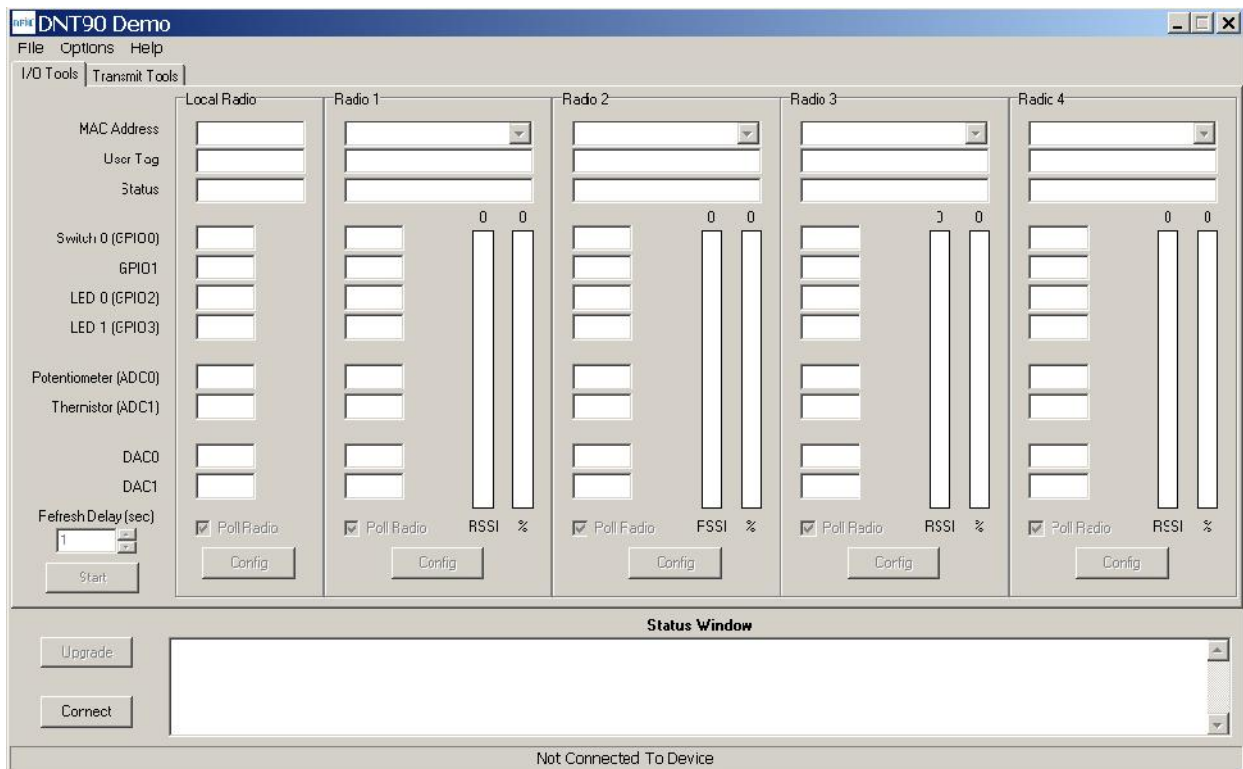 DNT90 Demo
File Options Help
I/O Tools Transmit Tools
Local Radio Radio 1 Radio 2 Radio 3 Radic 4
MAC Address
User Tag
Status
0 0 0 0 0 0 0 0
Switch 0 (GPIO0)
GPIO1
LED 0 (GPIO2)
LED 1 (GPIO3)
Potentiometer (ADC0)
Thernistor (ADC1)
DAC0
DAC1
Fefresh Delay (sec)
1
Poll Radio Poll Radio RSSI % Poll Fadio FSSI % Poll Radio RSSI % Poll Radio RSSI %
Start Config Config Config Corfig Config
Status Window
Upgrade
Cornect
Not Connected To Device